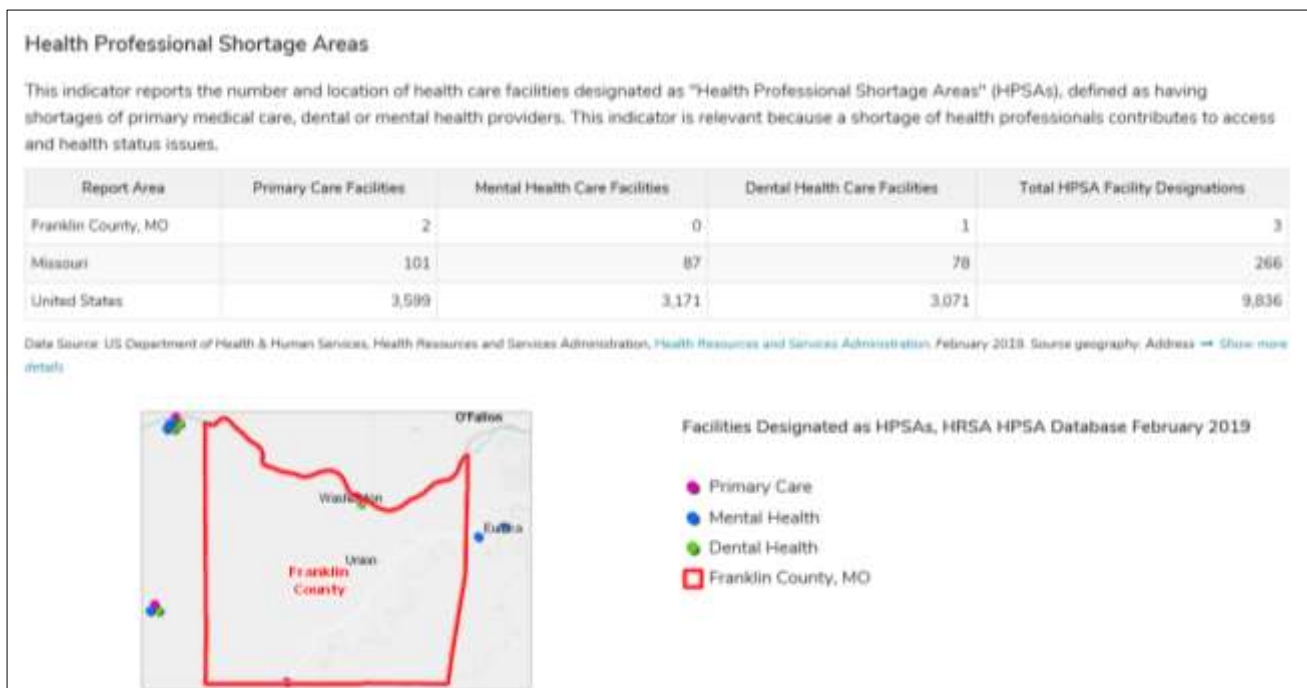 Health Professional Shortage Areas
This indicator reports the number and location of health care facilities designated as "Health Professional Shortage Areas" (HPSAs), defined as having
shortages of primary medical care, dental or mental health providers. This indicator is relevant because a shortage of health professionals contributes to access
and health status issues.
Report Area Primary Care Facilities Mental Health Care Facilities Dental Health Care Facilities Total HPSA Facility Designations
Franklin County, MO 2 0 1 3
Missouri 101 87 78 266
United States 3,599 3,171 3,071 9,836
Data Source: US Department of Health & Human Services, Health Resources and Services Administration, Health Resources and Services Administration. February 2019. Source geography: Address → Show more
details
O'Fallon
Washington
Eureka
Union
Franklin
County
Facilities Designated as HPSAs, HRSA HPSA Database February 2019
Primary Care
Mental Health
Dental Health
Franklin County, MO